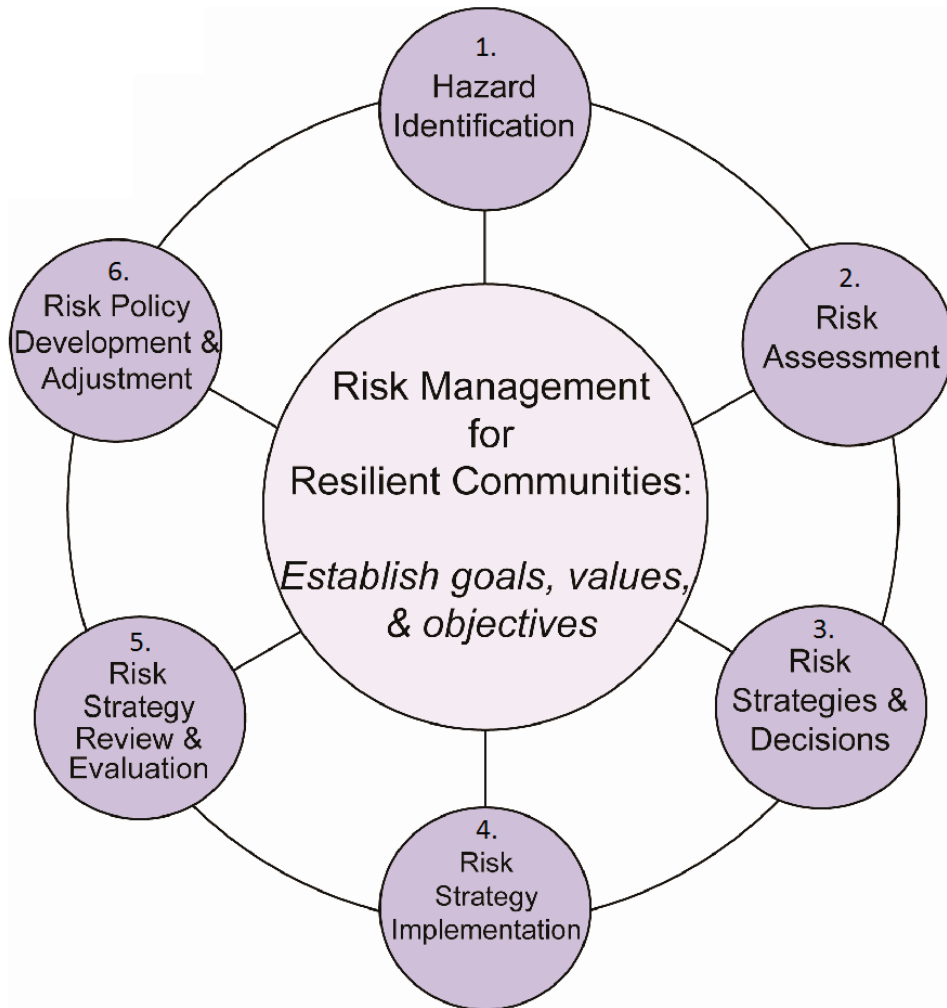 1.
Hazard
Identification
2.
Risk
Assessment
3.
Risk
Strategies &
Decisions
4.
Risk
Strategy
Implementation
5.
Risk
Strategy
Review &
Evaluation
6.
Risk Policy
Development &
Adjustment
Risk Management
for
Resilient Communities:
Establish goals, values,
& objectives